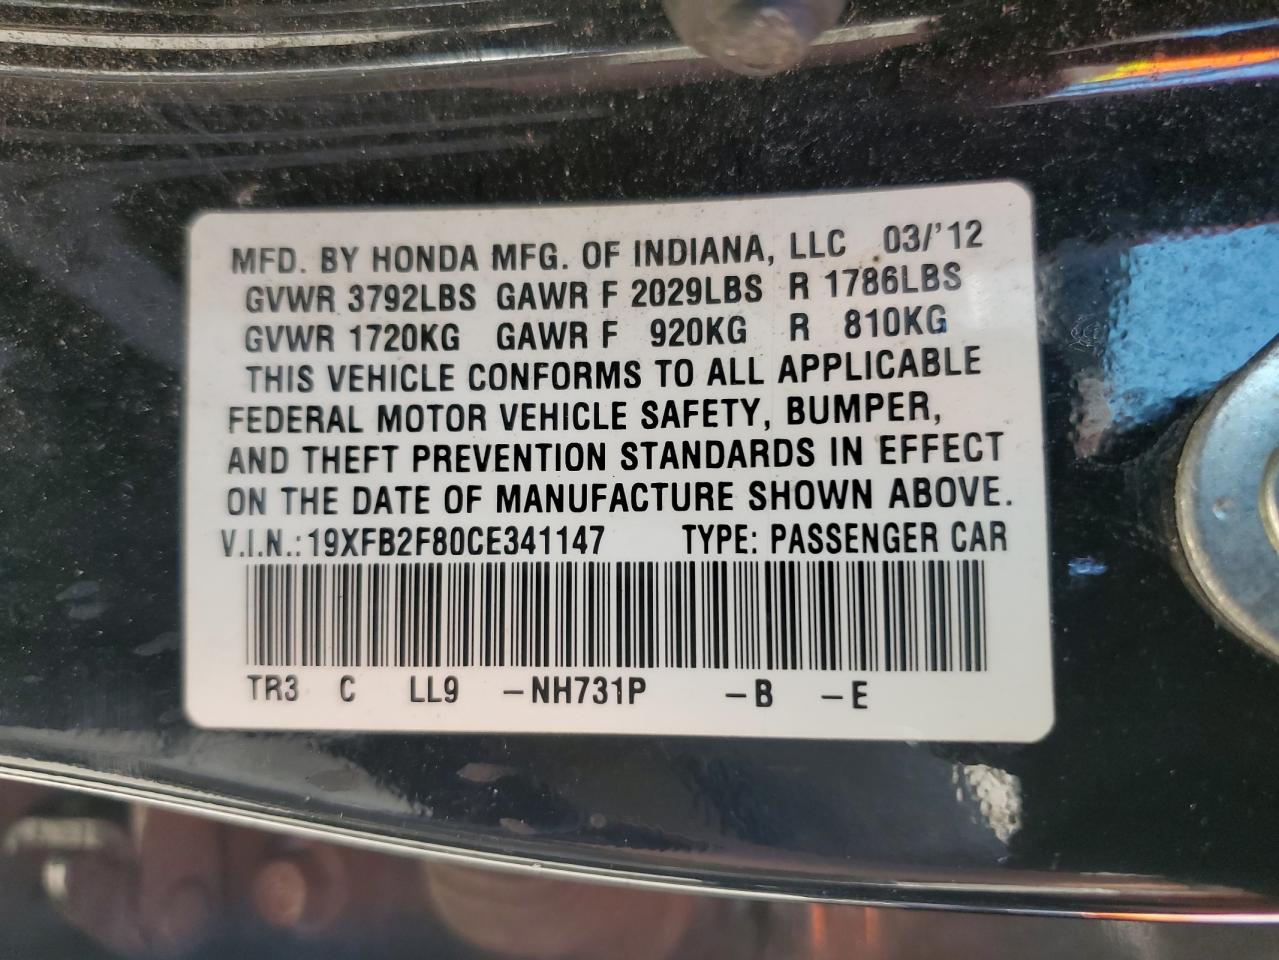 MFD. BY HONDA MFG. OF INDIANA, LLC 03/'12
GVWR 3792LBS GAWR F 2029LBS R 1786LBS
GVWR 1720KG GAWR F 920KG R 810KG
THIS VEHICLE CONFORMS TO ALL APPLICABLE
FEDERAL MOTOR VEHICLE SAFETY, BUMPER,
AND THEFT PREVENTION STANDARDS IN EFFECT
ON THE DATE OF MANUFACTURE SHOWN ABOVE.
V.I.N.: 19XFB2F80CE341147 TYPE: PASSENGER CAR
TR3 C LL9 -NH731P -B -E